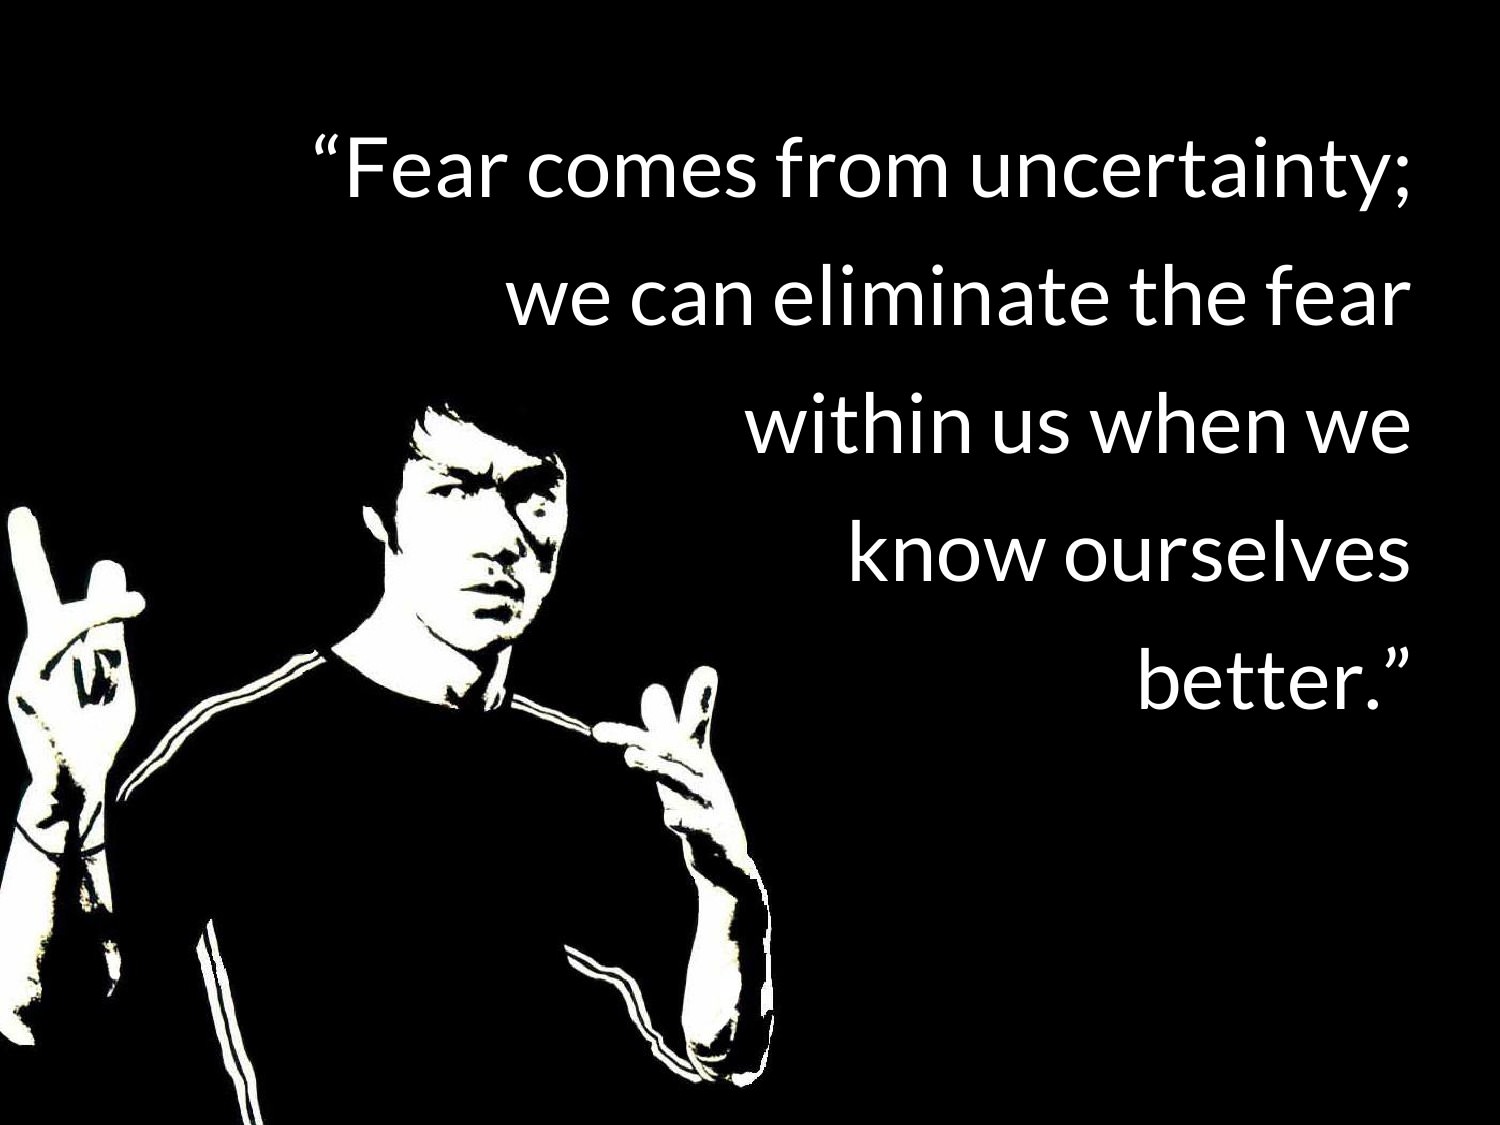 “Fear comes from uncertainty;
we can eliminate the fear
within us when we
know ourselves
better.”